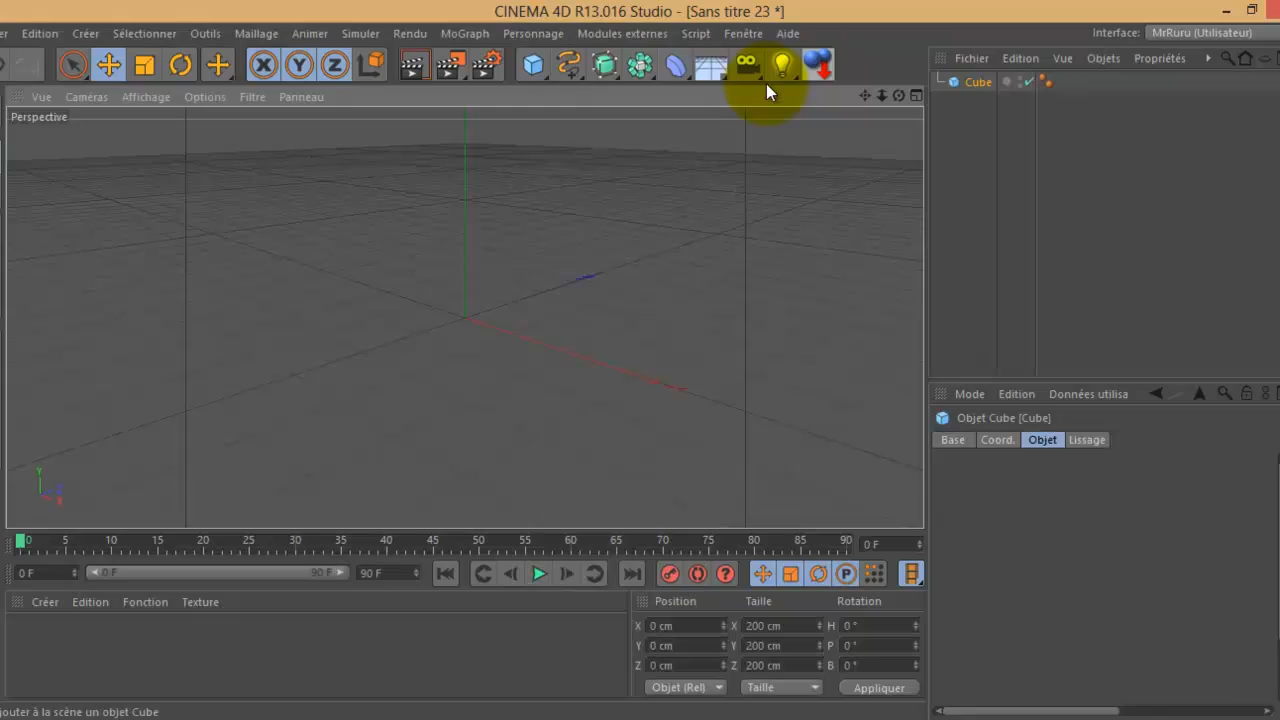 CINEMA 4D R13.016 Studio - [Sans titre 23 *]
Edition Créer Sélectionner Outils Maillage Animer Simuler Rendu MoGraph Personnage Modules externes Script Fenêtre Aide Interface: MrRuru (Utilisateur)
X Y Z
Fichier Edition Vue Objets Propriétés
Vue Caméras Affichage Options Filtre Panneau
Cube
Perspective
Mode Edition Données utilisa
Objet Cube [Cube]
Base Coord. Objet Lissage
Y
Z
X
0 5 10 15 20 25 30 35 40 45 50 55 60 65 70 75 80 85 90 0 F
0 F 0 F 90 F 90 F ? P
Créer Edition Fonction Texture
Position Taille Rotation
X 0 cm X 200 cm H 0 °
Y 0 cm Y 200 cm P 0 °
Z 0 cm Z 200 cm B 0 °
Objet (Rel) Taille Appliquer
jouter à la scène un objet Cube